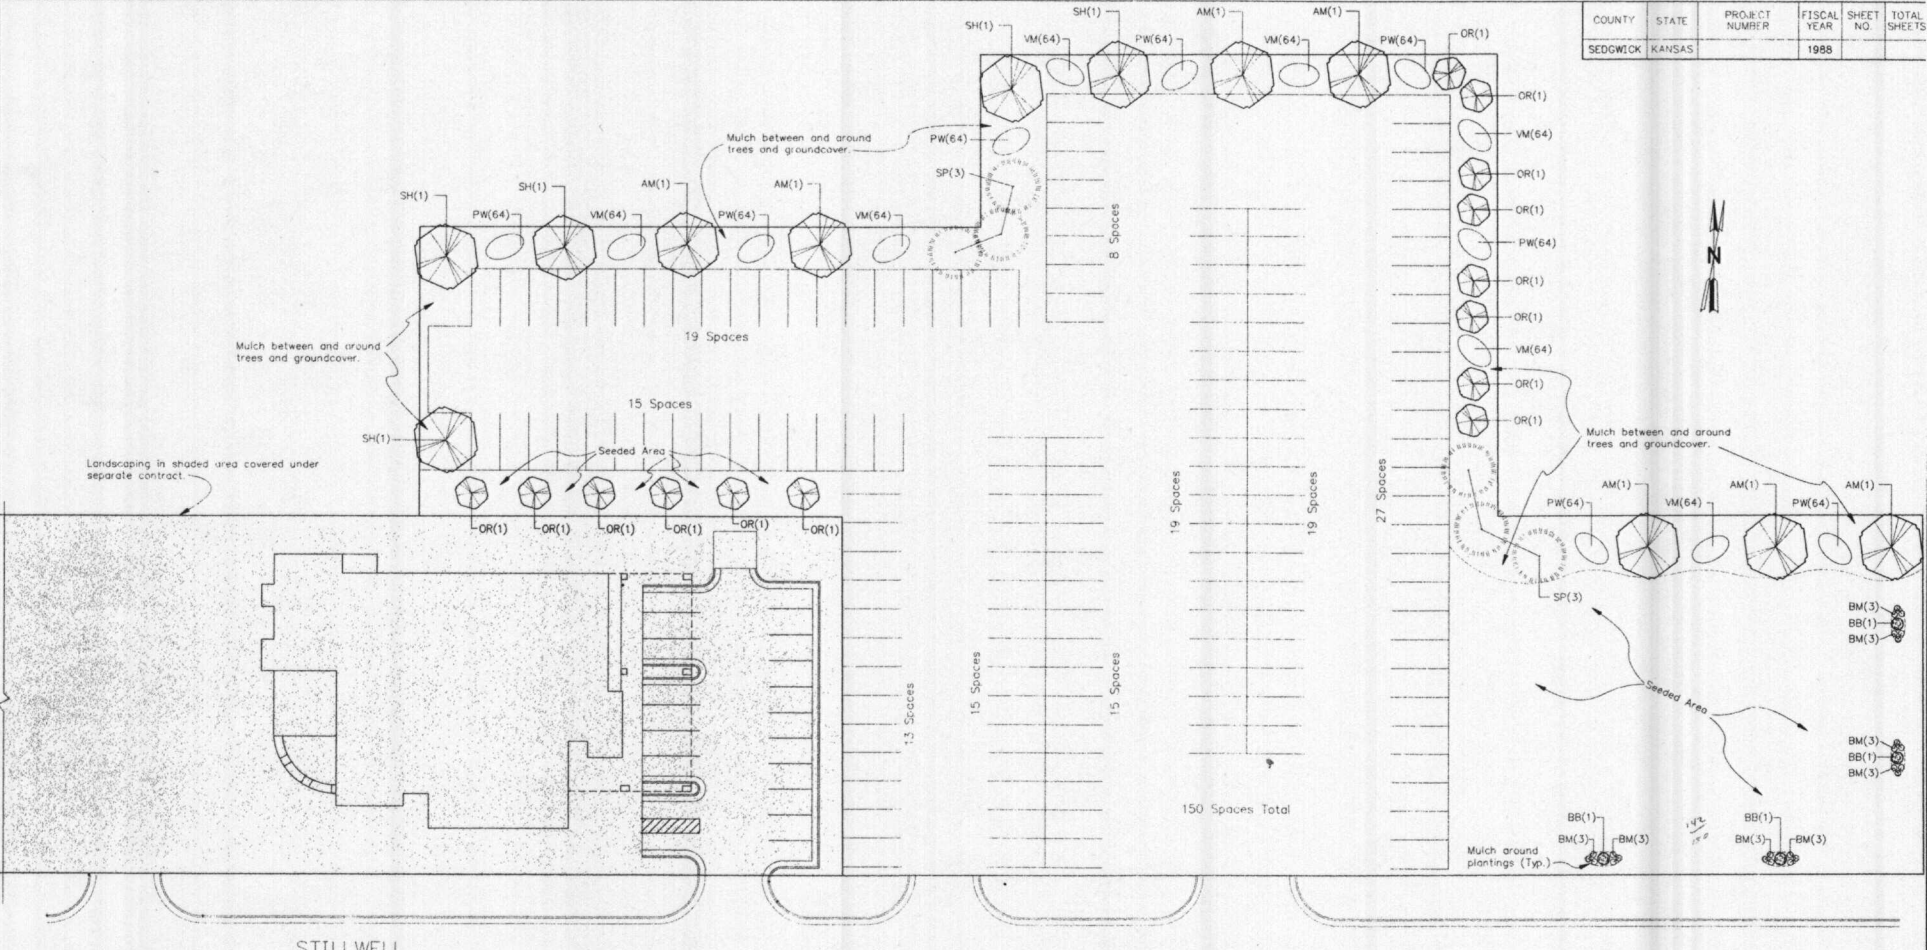 COUNTY STATE PROJECT NUMBER FISCAL YEAR SHEET NO. TOTAL SHEETS
SEDGWICK KANSAS 1988
SH(1)
SH(1)
AM(1)
AM(1)
OR(1)
VM(64)
PW(64)
VM(64)
PW(64)
OR(1)
Mulch between and around
trees and groundcover.
PW(64)
VM(64)
SP(3)
OR(1)
SH(1)
SH(1)
AM(1)
AM(1)
OR(1)
PW(64)
VM(64)
PW(64)
VM(64)
8 Spaces
PW(64)
N
OR(1)
OR(1)
19 Spaces
Mulch between and around
trees and groundcover.
VM(64)
OR(1)
15 Spaces
OR(1)
SH(1)
Seeded Area
Mulch between and around
trees and groundcover.
Landscaping in shaded area covered under
separate contract.
19 Spaces
19 Spaces
27 Spaces
AM(1)
AM(1)
AM(1)
PW(64)
VM(64)
PW(64)
OR(1)
OR(1)
OR(1)
OR(1)
OR(1)
OR(1)
SP(3)
BM(3)
BB(1)
BM(3)
13 Spaces
15 Spaces
15 Spaces
Seeded Area
BM(3)
BB(1)
BM(3)
150 Spaces Total
BB(1)
BM(3)
BM(3)
142
150
BB(1)
BM(3)
BM(3)
Mulch around
plantings (Typ.)
STILLWELL